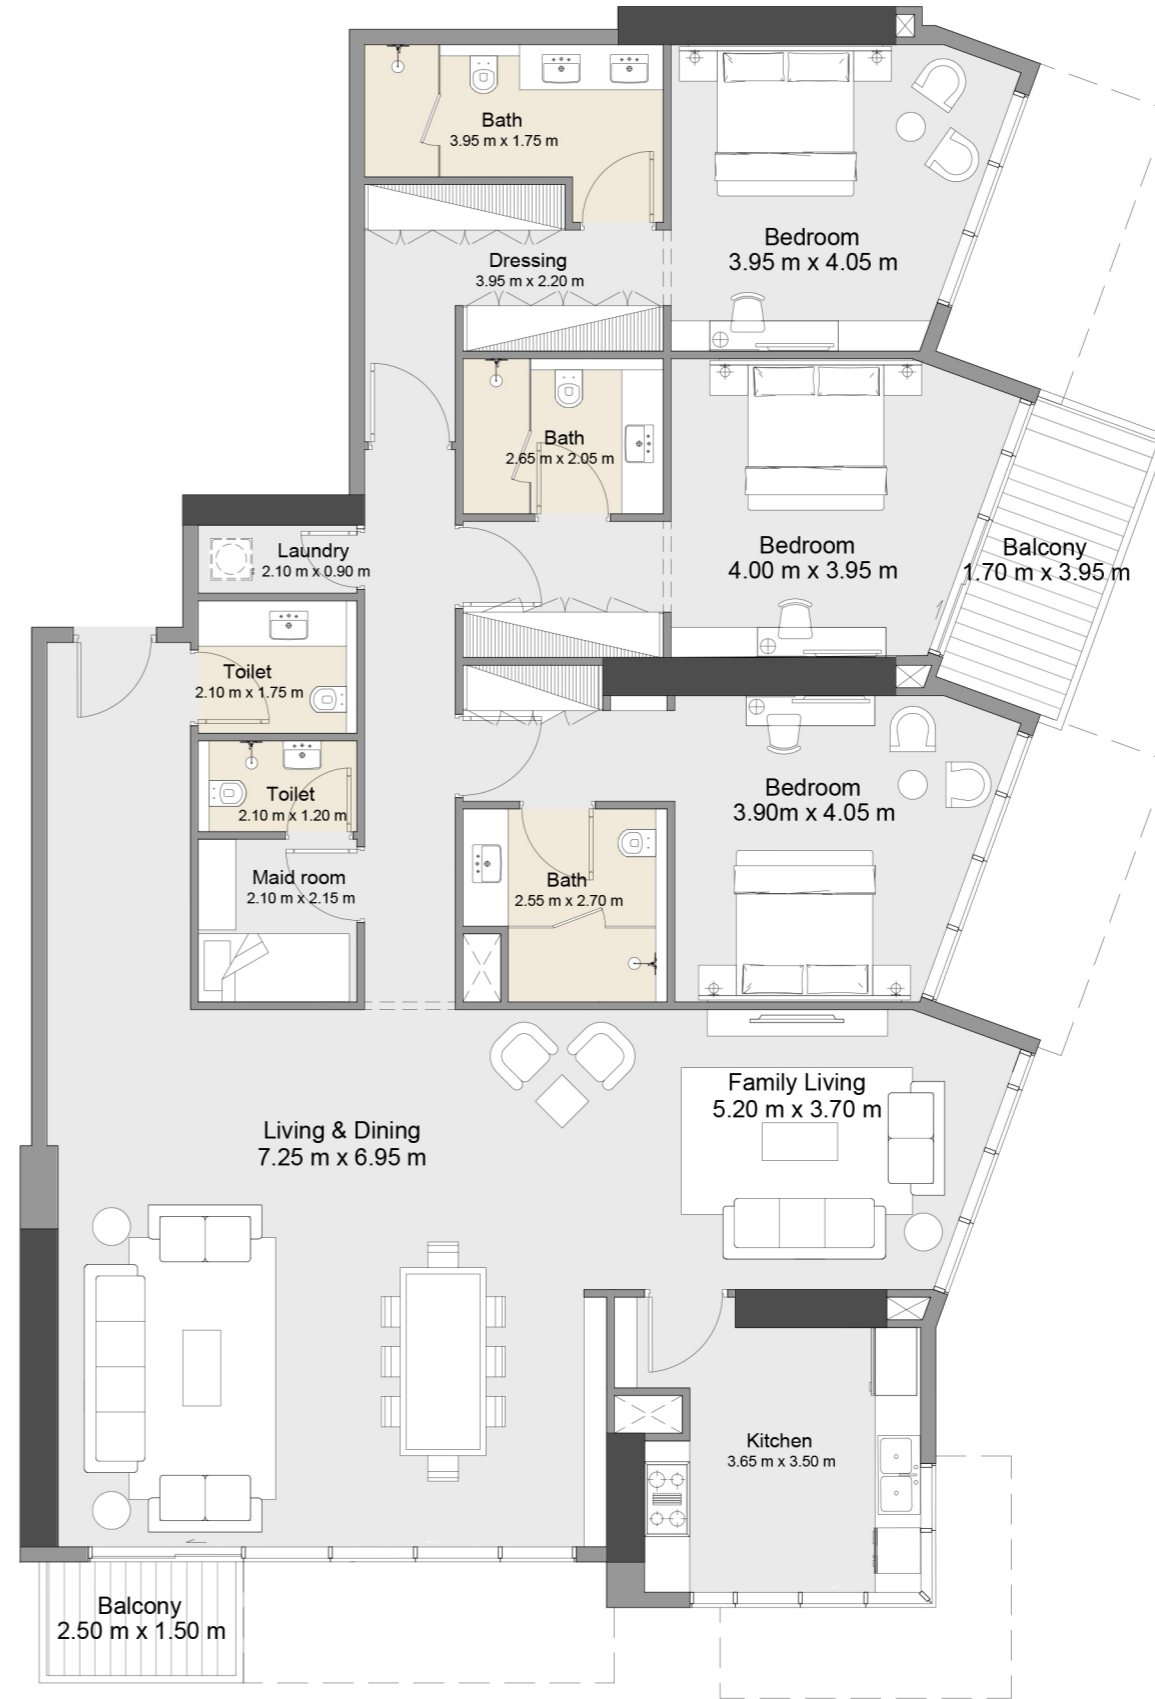 Bath
3.95 m x 1.75 m
Bedroom
3.95 m x 4.05 m
Dressing
3.95 m x 2.20 m
Bath
2.65 m x 2.05 m
Bedroom
4.00 m x 3.95 m
Balcony
1.70 m x 3.95 m
Laundry
2.10 m x 0.90 m
Toilet
2.10 m x 1.75 m
Toilet
2.10 m x 1.20 m
Bedroom
3.90m x 4.05 m
Maid room
2.10 m x 2.15 m
Bath
2.55 m x 2.70 m
Family Living
5.20 m x 3.70 m
Living & Dining
7.25 m x 6.95 m
Kitchen
3.65 m x 3.50 m
Balcony
2.50 m x 1.50 m